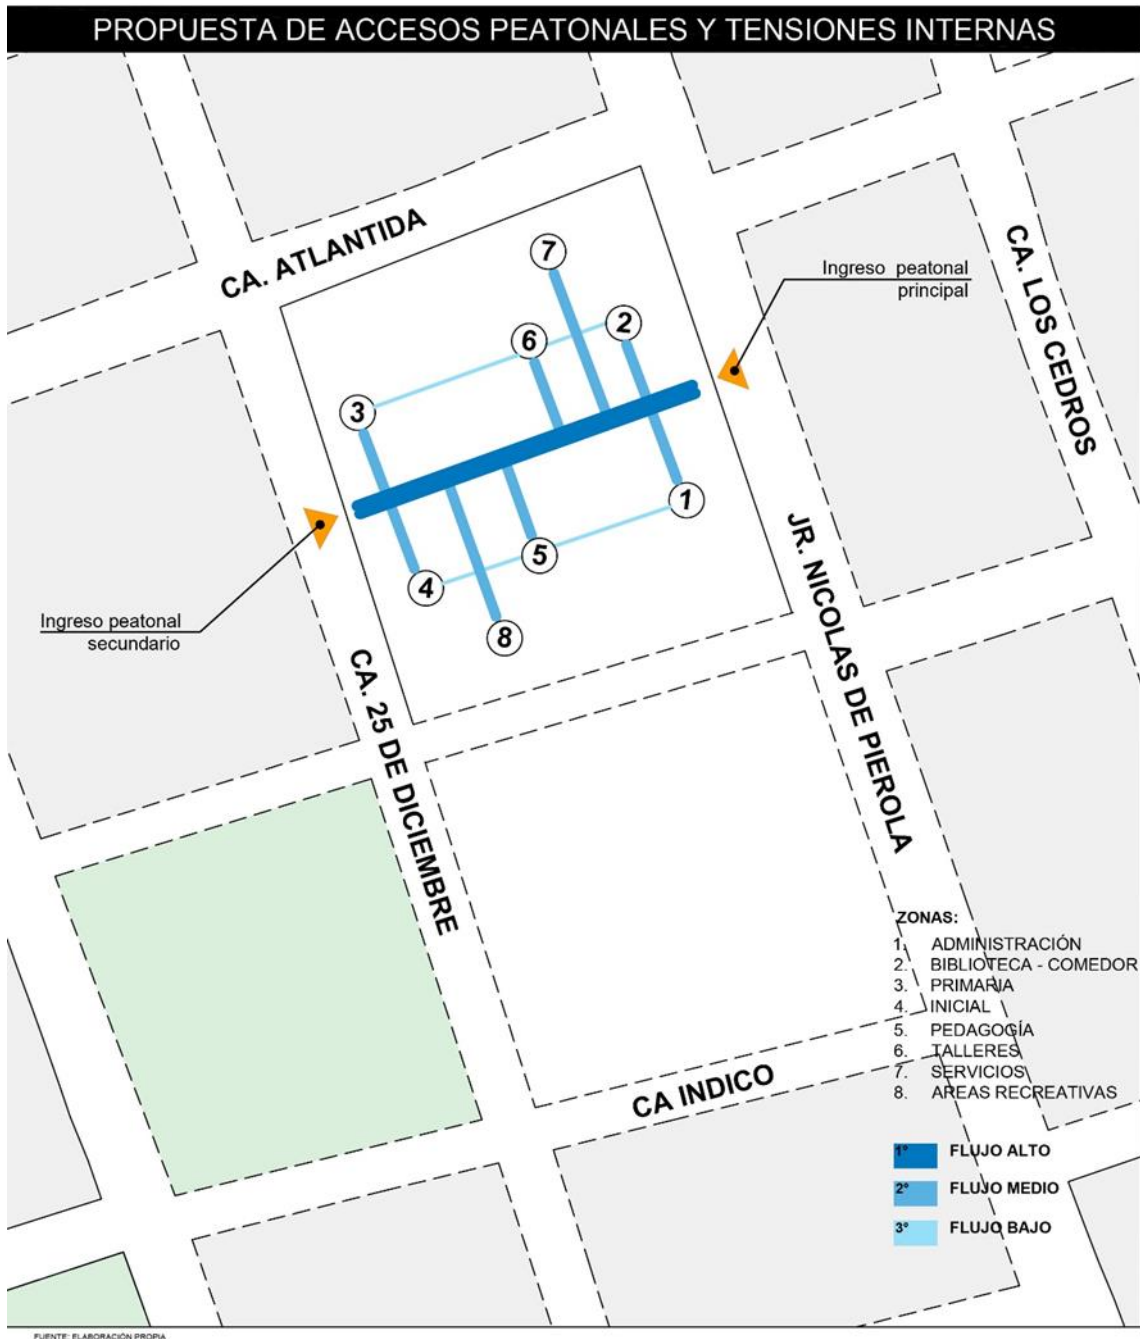 PROPUESTA DE ACCESOS PEATONALES Y TENSIONES INTERNAS
CA. ATLANTIDA
CA. LOS CEDROS
Ingreso peatonal
principal
7
2
6
3
1
5
4
8
Ingreso peatonal
secundario
JR. NICOLAS DE PIEROLA
CA. 25 DE DICIEMBRE
CA INDICO
ZONAS:
1. ADMINISTRACIÓN
2. BIBLIOTECA - COMEDOR
3. PRIMARIA
4. INICIAL
5. PEDAGOGÍA
6. TALLERES
7. SERVICIOS
8. AREAS RECREATIVAS
1° FLUJO ALTO
2° FLUJO MEDIO
3° FLUJO BAJO
FUENTE: ELABORACIÓN PROPIA